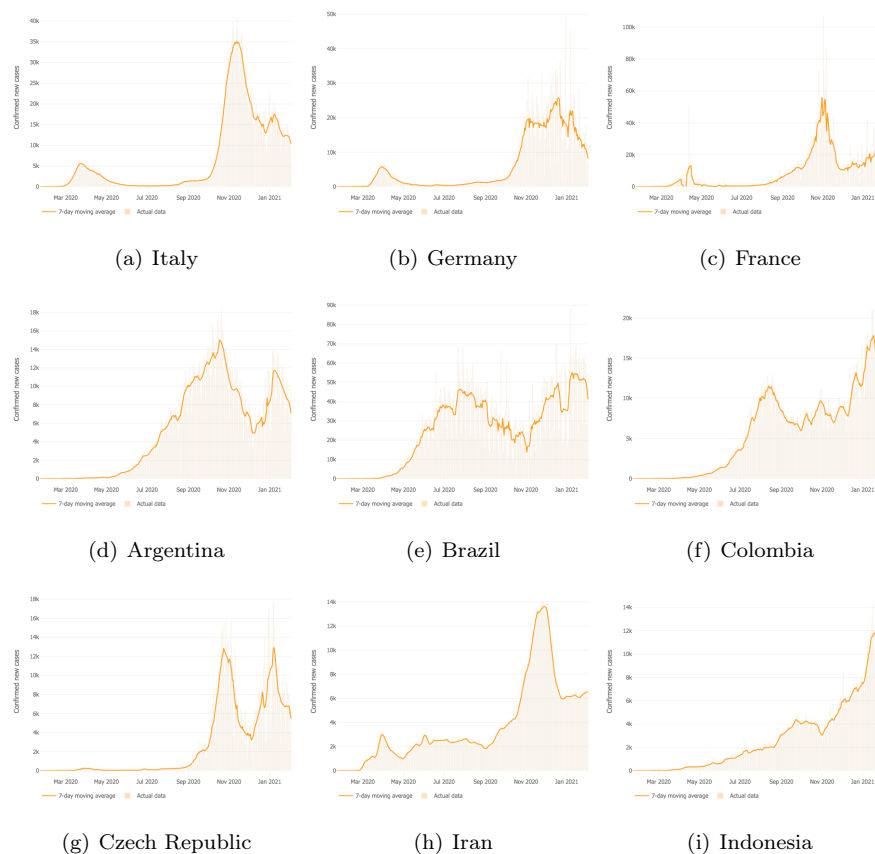 Confirmed new cases
40k
35k
30k
25k
20k
15k
10k
5k
0
Mar 2020 May 2020 Jul 2020 Sep 2020 Nov 2020 Jan 2021
7-day moving average Actual data
(a) Italy
Confirmed new cases
50k
40k
30k
20k
10k
0
Mar 2020 May 2020 Jul 2020 Sep 2020 Nov 2020 Jan 2021
7-day moving average Actual data
(b) Germany
Confirmed new cases
100k
80k
60k
40k
20k
0
Mar 2020 May 2020 Jul 2020 Sep 2020 Nov 2020 Jan 2021
7-day moving average Actual data
(c) France
Confirmed new cases
18k
16k
14k
12k
10k
8k
6k
4k
2k
0
Mar 2020 May 2020 Jul 2020 Sep 2020 Nov 2020 Jan 2021
7-day moving average Actual data
(d) Argentina
Confirmed new cases
90k
80k
70k
60k
50k
40k
30k
20k
10k
0
Mar 2020 May 2020 Jul 2020 Sep 2020 Nov 2020 Jan 2021
7-day moving average Actual data
(e) Brazil
Confirmed new cases
20k
15k
10k
5k
0
Mar 2020 May 2020 Jul 2020 Sep 2020 Nov 2020 Jan 2021
7-day moving average Actual data
(f) Colombia
Confirmed new cases
18k
16k
14k
12k
10k
8k
6k
4k
2k
0
Mar 2020 May 2020 Jul 2020 Sep 2020 Nov 2020 Jan 2021
7-day moving average Actual data
(g) Czech Republic
Confirmed new cases
14k
12k
10k
8k
6k
4k
2k
0
Mar 2020 May 2020 Jul 2020 Sep 2020 Nov 2020 Jan 2021
7-day moving average Actual data
(h) Iran
Confirmed new cases
14k
12k
10k
8k
6k
4k
2k
0
Mar 2020 May 2020 Jul 2020 Sep 2020 Nov 2020 Jan 2021
7-day moving average Actual data
(i) Indonesia